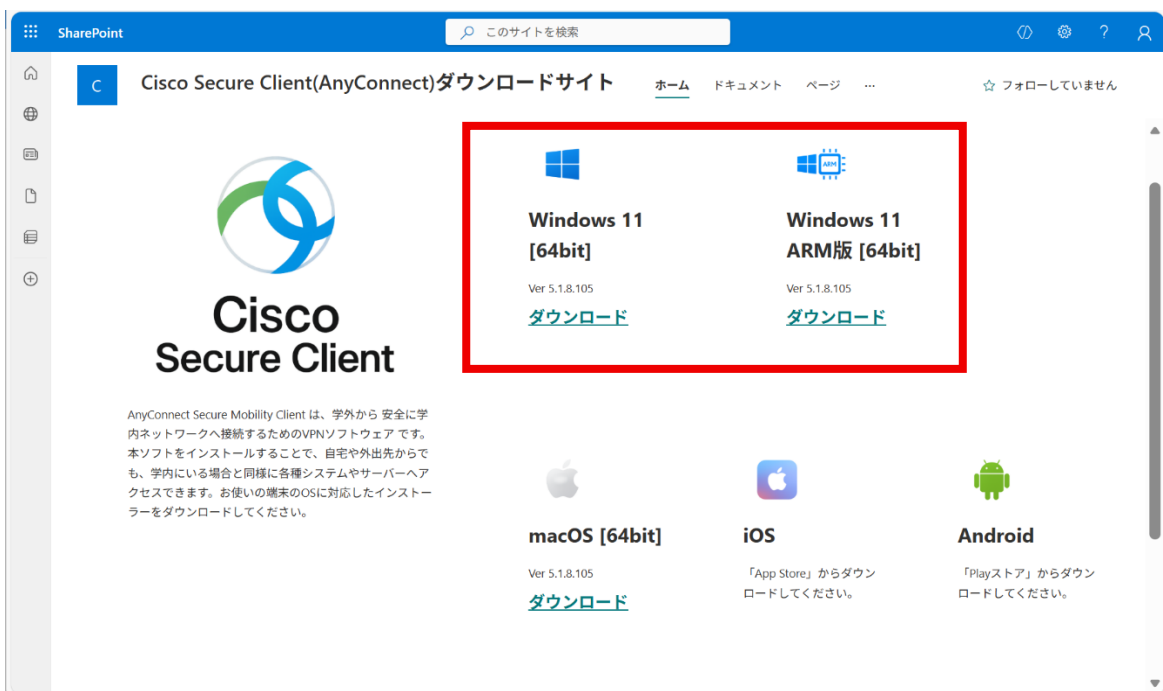 SharePoint
このサイトを検索
C
Cisco Secure Client(AnyConnect)ダウンロードサイト
ホーム
ドキュメント
ページ
…
フォローしていません
Cisco
Secure Client
AnyConnect Secure Mobility Client は、学外から 安全に学
内ネットワークへ接続するためのVPNソフトウェア です。
本ソフトをインストールすることで、自宅や外出先からで
も、学内にいる場合と同様に各種システムやサーバーへア
クセスできます。お使いの端末のOSに対応したインストー
ラーをダウンロードしてください。
Windows 11
[64bit]
Ver 5.1.8.105
ダウンロード
ARM
Windows 11
ARM版 [64bit]
Ver 5.1.8.105
ダウンロード
macOS [64bit]
Ver 5.1.8.105
ダウンロード
iOS
「App Store」からダウン
ロードしてください。
Android
「Playストア」からダウン
ロードしてください。